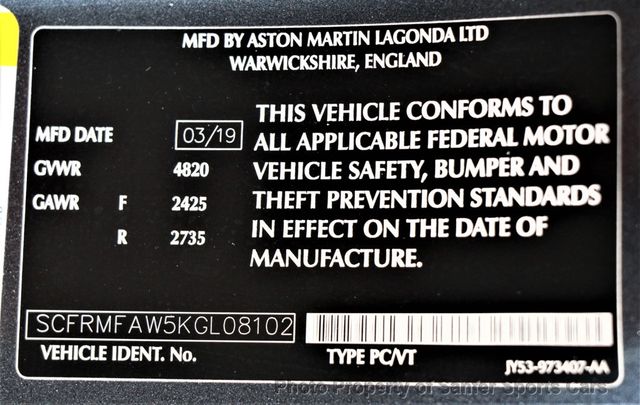 MFD BY ASTON MARTIN LAGONDA LTD
WARWICKSHIRE, ENGLAND
MFD DATE 03/19
GVWR 4820
GAWR F 2425
R 2735
THIS VEHICLE CONFORMS TO
ALL APPLICABLE FEDERAL MOTOR
VEHICLE SAFETY, BUMPER AND
THEFT PREVENTION STANDARDS
IN EFFECT ON THE DATE OF
MANUFACTURE.
SCFRMFAW5KGL08102
VEHICLE IDENT. No.
TYPE PC/VT
JY53-973407-AA
Photo Property of Santer Sports Cars